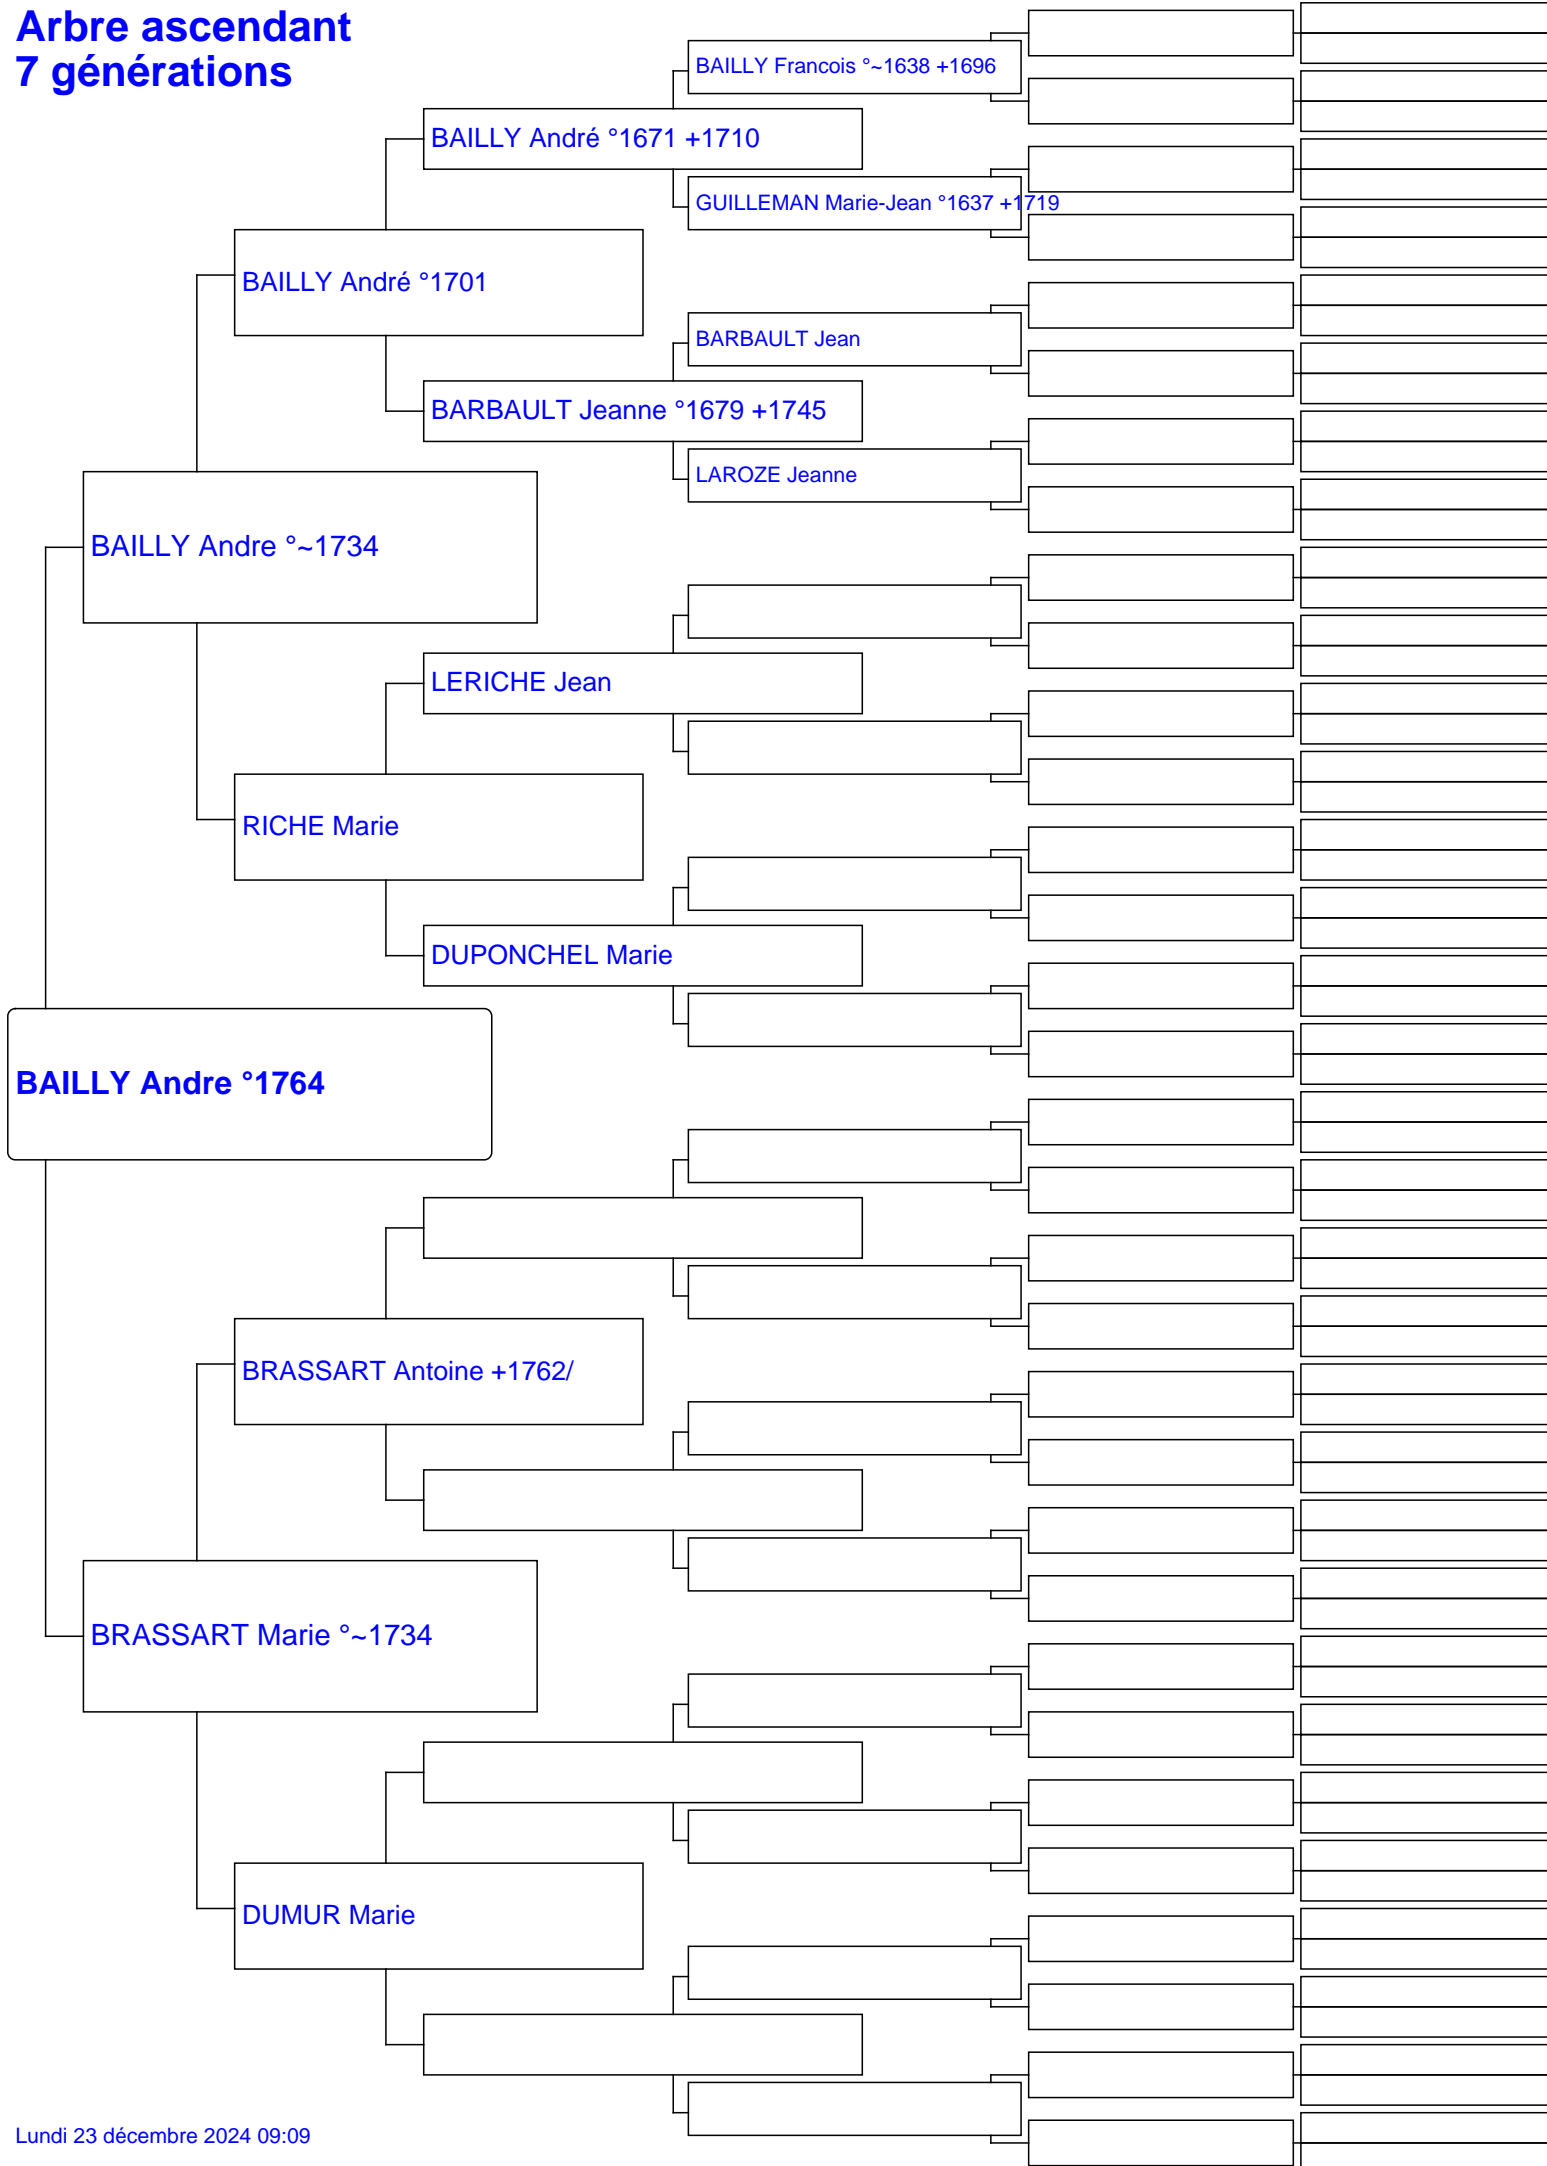 Arbre ascendant
7 générations
BAILLY Francois °~1638 +1696
BAILLY André °1671 +1710
GUILLEMAN Marie-Jean °1637 +1719
BAILLY André °1701
BARBAULT Jean
BARBAULT Jeanne °1679 +1745
LAROZE Jeanne
BAILLY Andre °~1734
LERICHE Jean
RICHE Marie
DUPONCHEL Marie
BAILLY Andre °1764
BRASSART Antoine +1762/
BRASSART Marie °~1734
DUMUR Marie
Lundi 23 décembre 2024 09:09